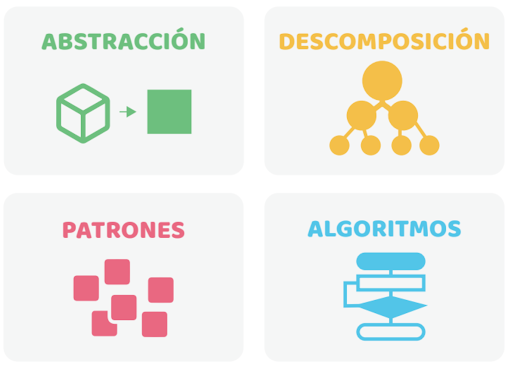 ABSTRACCIÓN
DESCOMPOSICIÓN
PATRONES
ALGORITMOS